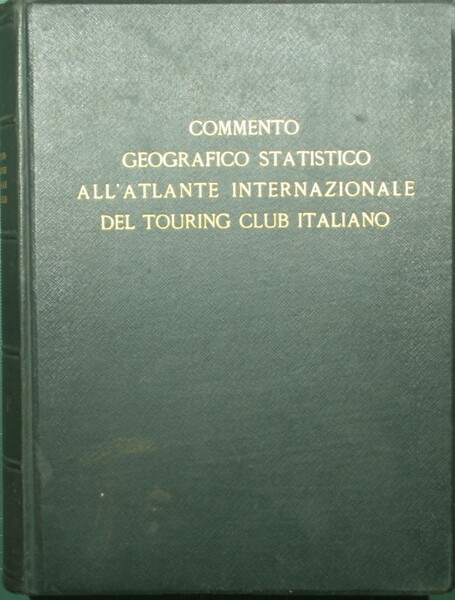 COMMENTO
GEOGRAFICO STATISTICO
ALL'ATLANTE INTERNAZIONALE
DEL TOURING CLUB ITALIANO